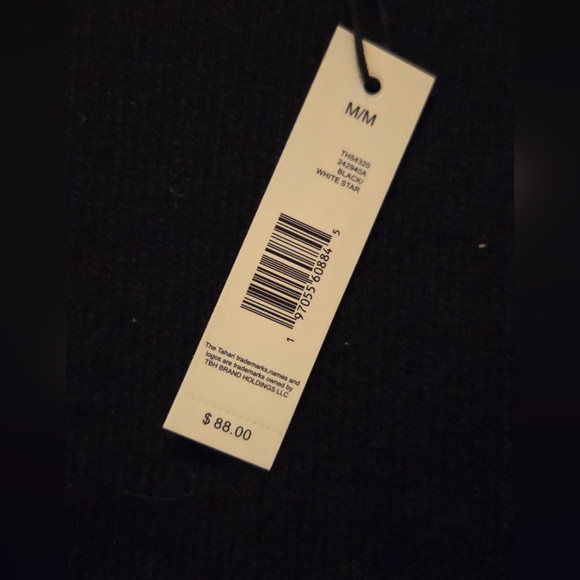 M/M
TH54320
242940A
BLACK/
WHITE STAR
1 97055 60884 5
The Tahari trademarks,names and
logos are trademarks owned by
TBH BRAND HOLDINGS LLC
$ 88.00